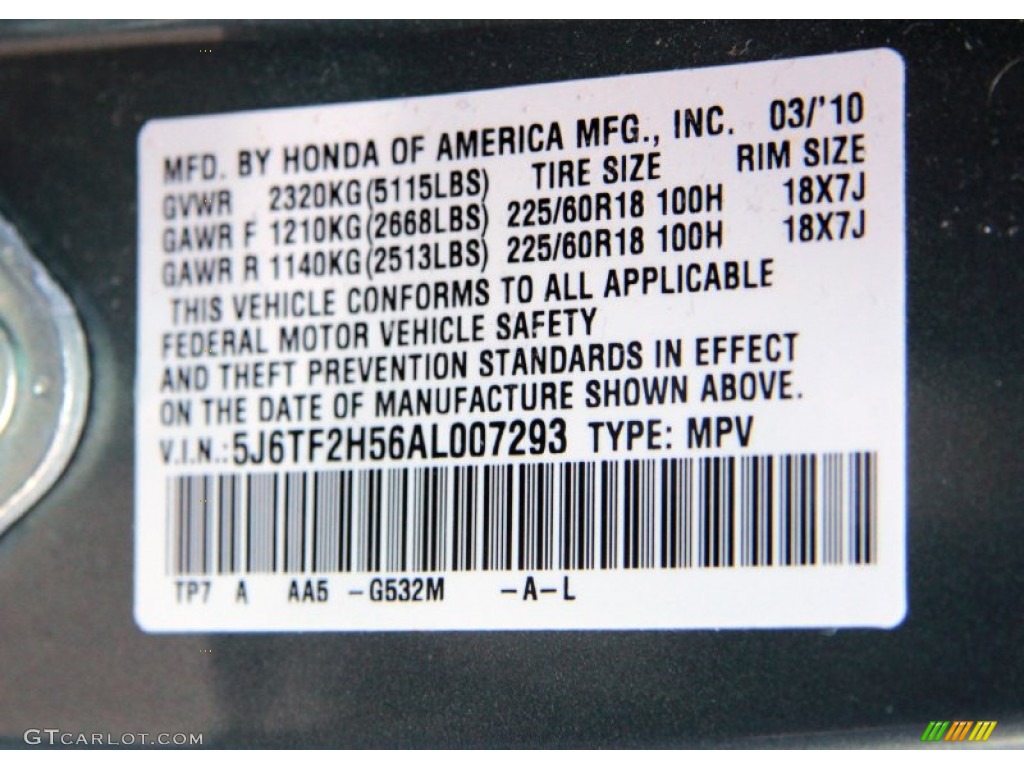 MFD. BY HONDA OF AMERICA MFG., INC. 03/'10
GVWR 2320KG(5115LBS) TIRE SIZE RIM SIZE
GAWR F 1210KG(2668LBS) 225/60R18 100H 18X7J
GAWR R 1140KG(2513LBS) 225/60R18 100H 18X7J
THIS VEHICLE CONFORMS TO ALL APPLICABLE
FEDERAL MOTOR VEHICLE SAFETY
AND THEFT PREVENTION STANDARDS IN EFFECT
ON THE DATE OF MANUFACTURE SHOWN ABOVE.
V.I.N.:5J6TF2H56AL007293 TYPE: MPV
TP7 A AA5 -G532M -A-L
GTCARLOT.COM